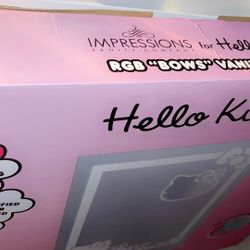 IMPRESSIONS for Hello
VANITY COMPANY
RGB "BOWS" VANI
Hello Ki